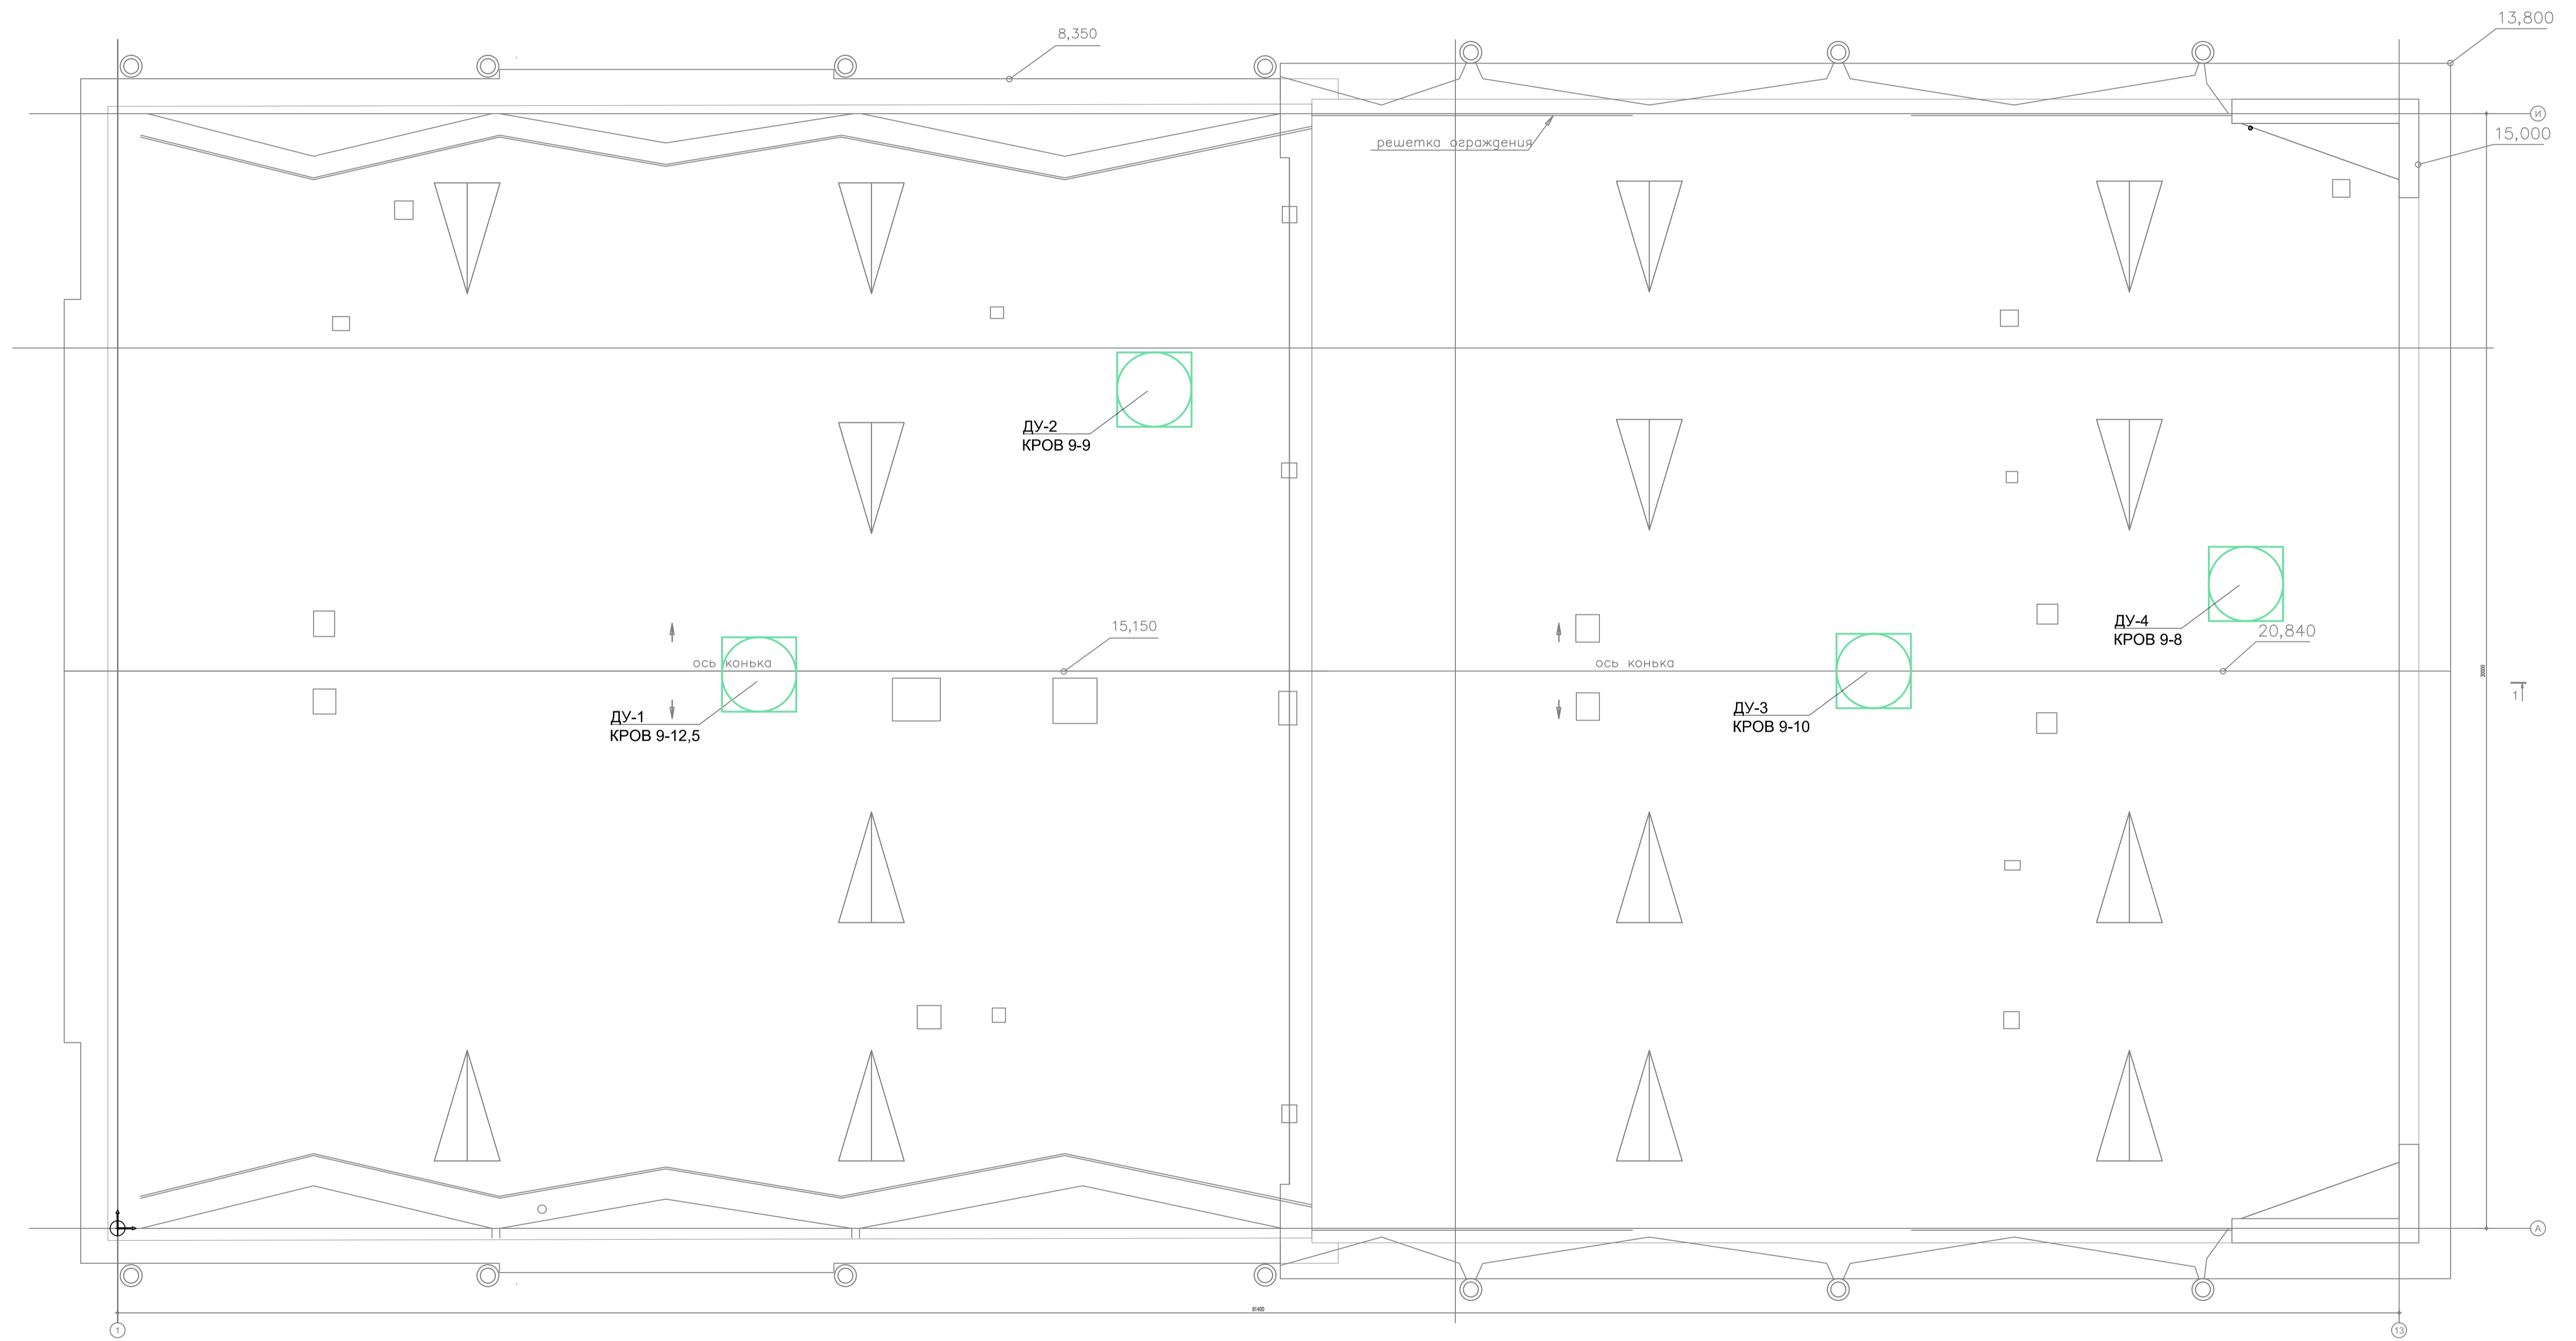 13,800
8,350
И
15,000
решетка ограждения
ДУ-2
КРОВ 9-9
ДУ-4
КРОВ 9-8
15,150
20,840
ось конька
ось конька
30000
1
ДУ-1
КРОВ 9-12,5
ДУ-3
КРОВ 9-10
А
61400
1
13